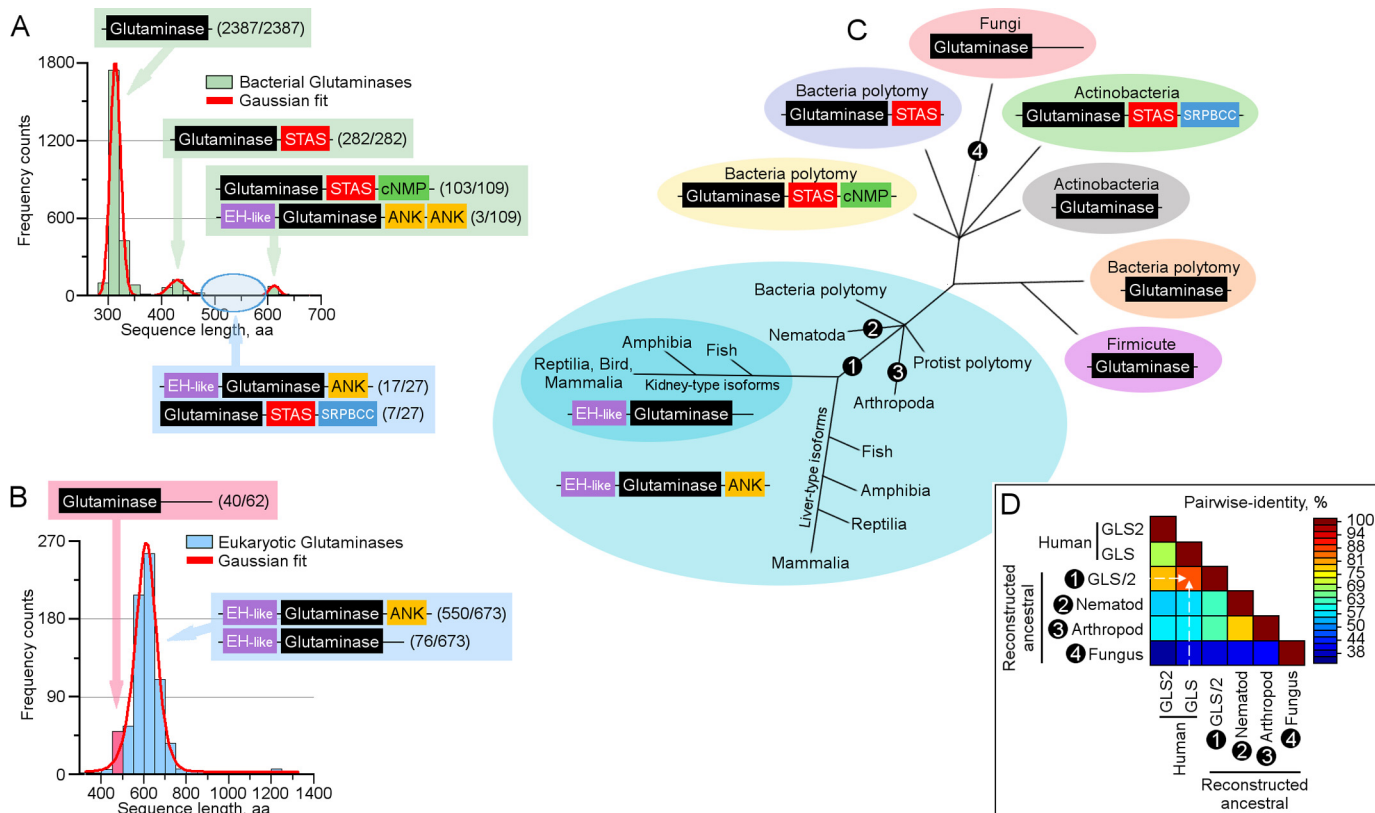 A
Glutaminase (2387/2387)
1800
1200
600
0
Frequency counts
Bacterial Glutaminases
Gaussian fit
Glutaminase STAS (282/282)
Glutaminase STAS cNMP (103/109)
EH-like Glutaminase ANK ANK (3/109)
300 400 500 600 700
Sequence length, aa
EH-like Glutaminase ANK (17/27)
Glutaminase STAS SRPBCC (7/27)
B
Glutaminase (40/62)
270
180
90
0
Frequency counts
Eukaryotic Glutaminases
Gaussian fit
EH-like Glutaminase ANK (550/673)
EH-like Glutaminase (76/673)
400 600 800 1000 1200 1400
Sequence length, aa
C
Fungi
Glutaminase
Bacteria polytomy
Glutaminase STAS
Actinobacteria
Glutaminase STAS SRPBCC
4
Bacteria polytomy
Glutaminase STAS cNMP
Actinobacteria
Glutaminase
Bacteria polytomy
Glutaminase
Firmicute
Glutaminase
Bacteria polytomy
Nematoda 2
1
3
Protist polytomy
Arthropoda
Amphibia
Fish
Reptilia, Bird,
Mammalia
Kidney-type isoforms
EH-like Glutaminase
Liver-type isoforms
Fish
Amphibia
Reptilia
Mammalia
EH-like Glutaminase ANK
D
Pairwise-identity, %
Human
GLS2
GLS
Reconstructed
ancestral
1 GLS/2
2 Nematod
3 Arthropod
4 Fungus
100
94
88
81
75
69
63
57
50
44
38
GLS2
GLS
GLS/2
Nematod
Arthropod
Fungus
Human
1
2
3
4
Reconstructed
ancestral